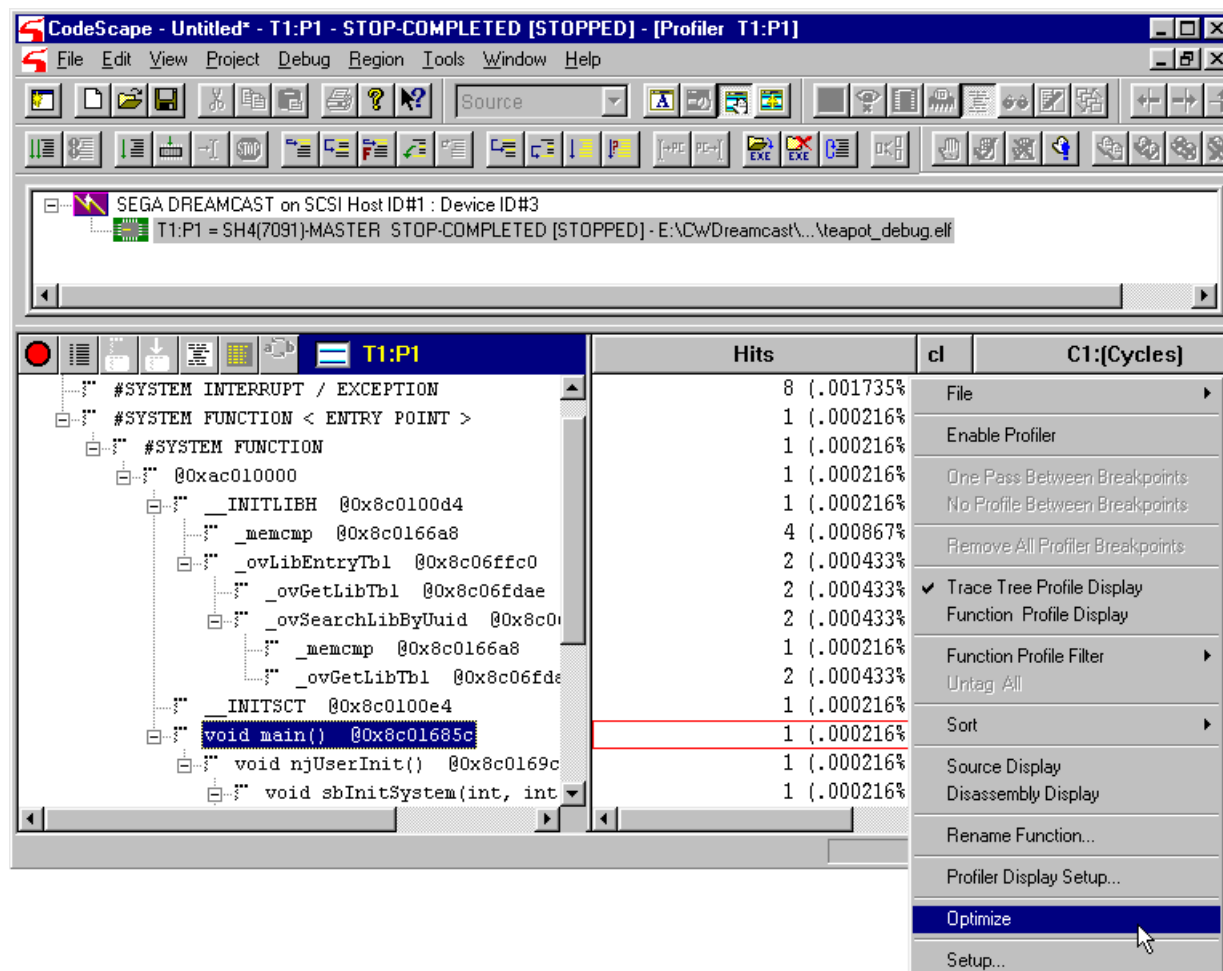 CodeScape - Untitled* - T1:P1 - STOP-COMPLETED [STOPPED] - [Profiler T1:P1]
File Edit View Project Debug Region Tools Window Help
Source
STOP PC PC EXE EXE
SEGA DREAMCAST on SCSI Host ID#1 : Device ID#3
T1:P1 = SH4(7091)-MASTER STOP-COMPLETED [STOPPED] - E:\CWDreamcast\...\teapot_debug.elf
T1:P1 Hits cl C1:(Cycles)
#SYSTEM INTERRUPT / EXCEPTION 8 (.001735%
#SYSTEM FUNCTION < ENTRY POINT > 1 (.000216%
#SYSTEM FUNCTION 1 (.000216%
@0xac010000 1 (.000216%
__INITLIBH @0x8c0100d4 1 (.000216%
_memcmp @0x8c0166a8 4 (.000867%
_ovLibEntryTbl @0x8c06ffc0 2 (.000433%
_ovGetLibTbl @0x8c06fdae 2 (.000433%
_ovSearchLibByUuid @0x8c0 2 (.000433%
_memcmp @0x8c0166a8 1 (.000216%
_ovGetLibTbl @0x8c06fda 2 (.000433%
__INITSCT @0x8c0100e4 1 (.000216%
void main() @0x8c01685c 1 (.000216%
void njUserInit() @0x8c0169c 1 (.000216%
void sbInitSystem(int, int 1 (.000216%
File
Enable Profiler
One Pass Between Breakpoints
No Profile Between Breakpoints
Remove All Profiler Breakpoints
Trace Tree Profile Display
Function Profile Display
Function Profile Filter
Untag All
Sort
Source Display
Disassembly Display
Rename Function...
Profiler Display Setup...
Optimize
Setup...